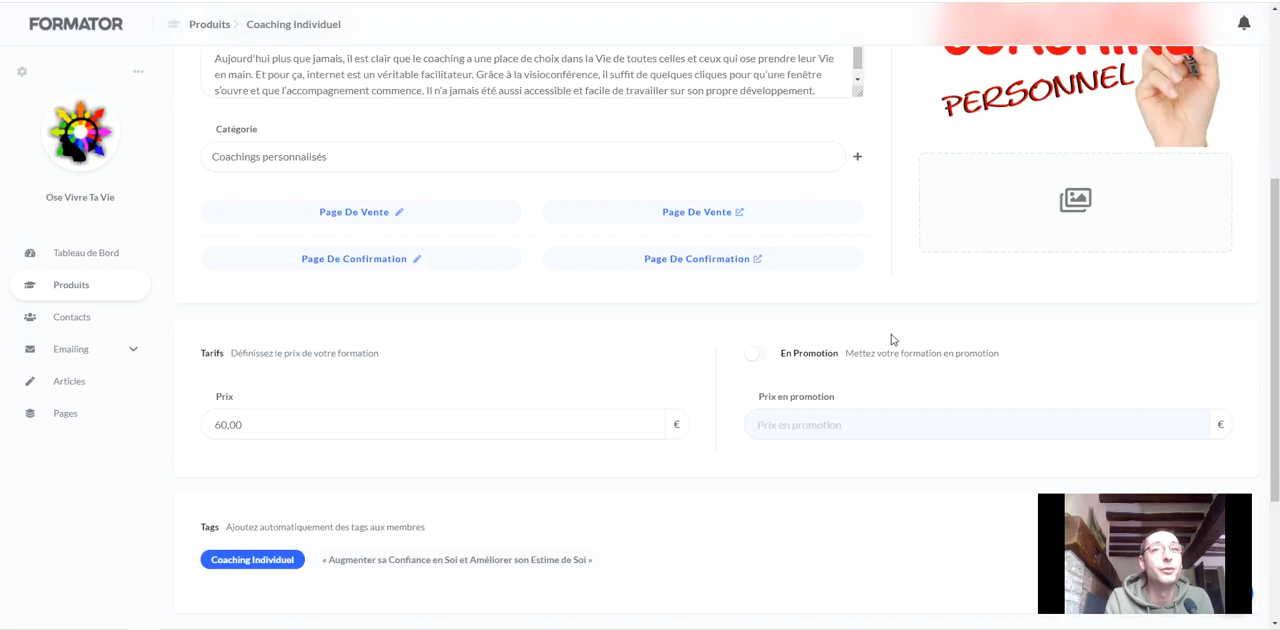 FORMATOR
Produits
Coaching Individuel
Aujourd'hui plus que jamais, il est clair que le coaching a une place de choix dans la Vie de toutes celles et ceux qui ose prendre leur Vie
en main. Et pour ça, internet est un véritable facilitateur. Grâce à la visioconférence, il suffit de quelques cliques pour qu'une fenêtre
s'ouvre et que l'accompagnement commence. Il n'a jamais été aussi accessible et facile de travailler sur son propre développement.
PERSONNEL
Ose Vivre Ta Vie
Tableau de Bord
Produits
Contacts
Emailing
Articles
Pages
Catégorie
Coachings personnalisés
Page De Vente
Page De Vente
Page De Confirmation
Page De Confirmation
Tarifs Définissez le prix de votre formation
Prix
60,00 €
En Promotion Mettez votre formation en promotion
Prix en promotion
Prix en promotion €
Tags Ajoutez automatiquement des tags aux membres
Coaching Individuel « Augmenter sa Confiance en Soi et Améliorer son Estime de Soi »